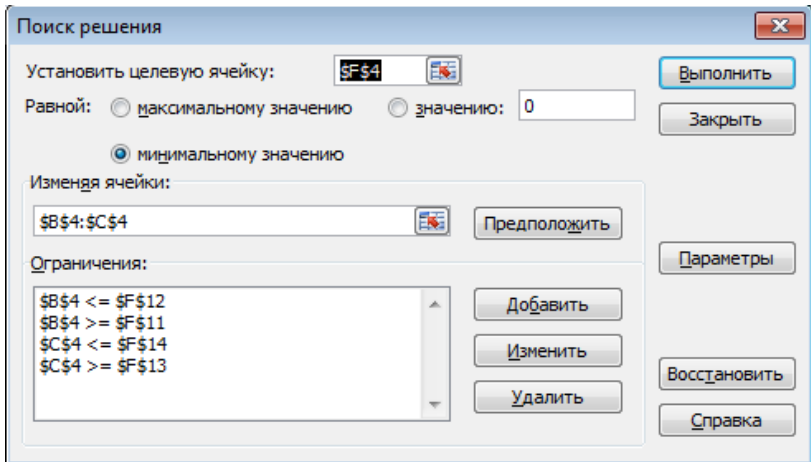 Поиск решения
Установить целевую ячейку: $F$4
Выполнить
Равной: максимальному значению значению: 0
Закрыть
минимальному значению
Изменяя ячейки:
$B$4:$C$4
Предположить
Параметры
Ограничения:
$B$4 <= $F$12
$B$4 >= $F$11
$C$4 <= $F$14
$C$4 >= $F$13
Добавить
Изменить
Удалить
Восстановить
Справка